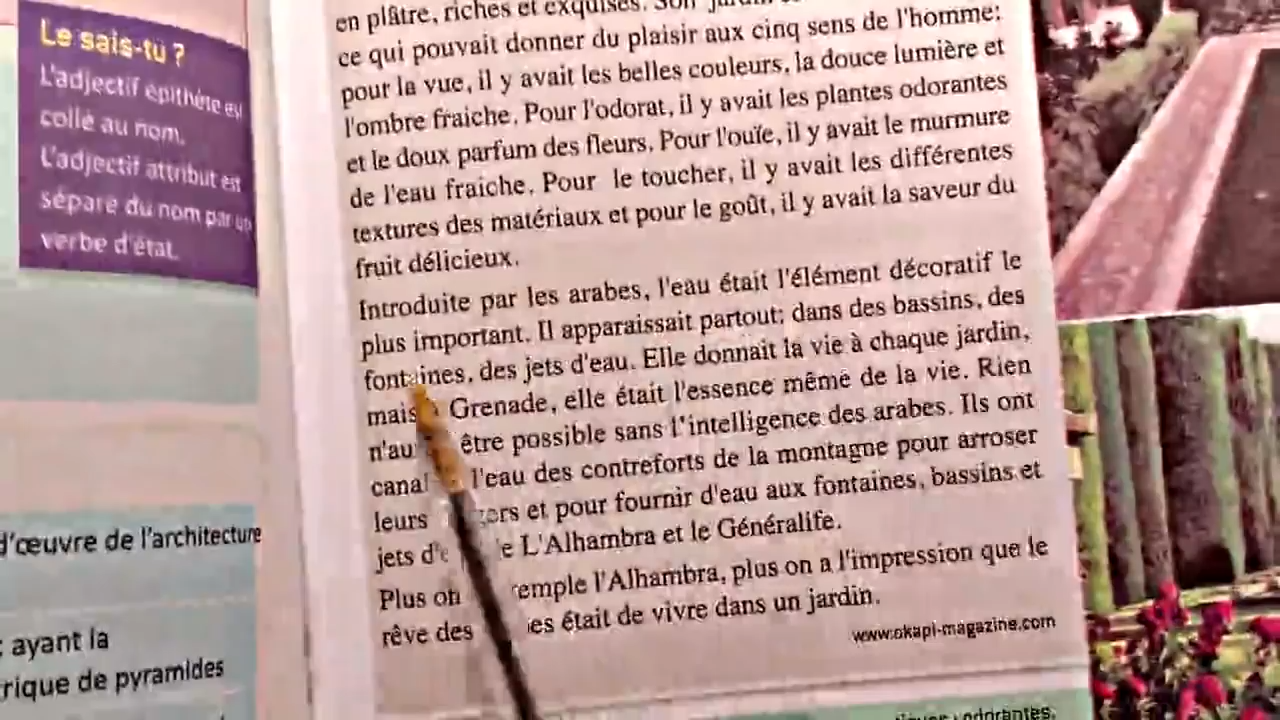 Le sais-tu ?
L'adjectif épithète est
collé au nom.
L'adjectif attribut est
séparé du nom par un
verbe d'état.
d'œuvre de l'architecture
ayant la
rique de pyramides
en plâtre, riches et exquises. Son
ce qui pouvait donner du plaisir aux cinq sens de l'homme:
pour la vue, il y avait les belles couleurs, la douce lumière et
l'ombre fraiche. Pour l'odorat, il y avait les plantes odorantes
et le doux parfum des fleurs. Pour l'ouïe, il y avait le murmure
de l'eau fraiche. Pour le toucher, il y avait les différentes
textures des matériaux et pour le goût, il y avait la saveur du
fruit délicieux.
Introduite par les arabes, l'eau était l'élément décoratif le
plus important. Il apparaissait partout: dans des bassins, des
fontaines, des jets d'eau. Elle donnait la vie à chaque jardin,
mais Grenade, elle était l'essence même de la vie. Rien
n'au être possible sans l'intelligence des arabes. Ils ont
canal l'eau des contreforts de la montagne pour arroser
leurs et pour fournir d'eau aux fontaines, bassins et
jets d'e e L'Alhambra et le Généralife.
Plus on emple l'Alhambra, plus on a l'impression que le
rêve des es était de vivre dans un jardin.
www.okapi-magazine.com
odorantes.